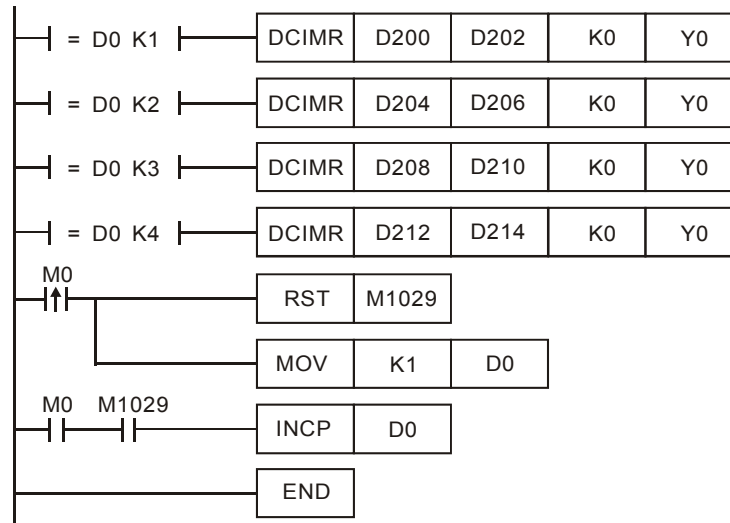 = D0 K1 DCIMR D200 D202 K0 Y0
= D0 K2 DCIMR D204 D206 K0 Y0
= D0 K3 DCIMR D208 D210 K0 Y0
= D0 K4 DCIMR D212 D214 K0 Y0
M0
RST M1029
MOV K1 D0
M0 M1029
INCP D0
END